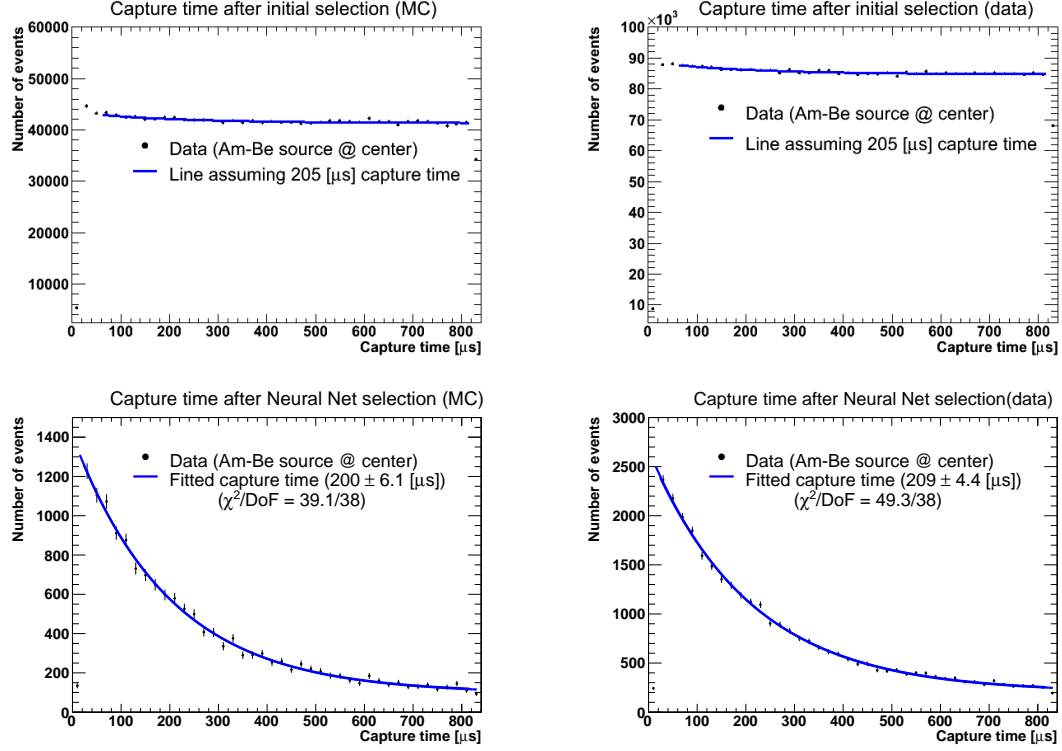 Capture time after initial selection (MC)
Number of events
60000
50000
40000
30000
20000
10000
Data (Am-Be source @ center)
Line assuming 205 [μs] capture time
0 100 200 300 400 500 600 700 800
Capture time [μs]
Capture time after initial selection (data)
×10³
Number of events
100
90
80
70
60
50
40
30
20
10
Data (Am-Be source @ center)
Line assuming 205 [μs] capture time
0 100 200 300 400 500 600 700 800
Capture time [μs]
Capture time after Neural Net selection (MC)
Number of events
1400
1200
1000
800
600
400
200
0
Data (Am-Be source @ center)
Fitted capture time (200 ± 6.1 [μs])
(χ²/DoF = 39.1/38)
0 100 200 300 400 500 600 700 800
Capture time [μs]
Capture time after Neural Net selection(data)
Number of events
3000
2500
2000
1500
1000
500
0
Data (Am-Be source @ center)
Fitted capture time (209 ± 4.4 [μs])
(χ²/DoF = 49.3/38)
0 100 200 300 400 500 600 700 800
Capture time [μs]